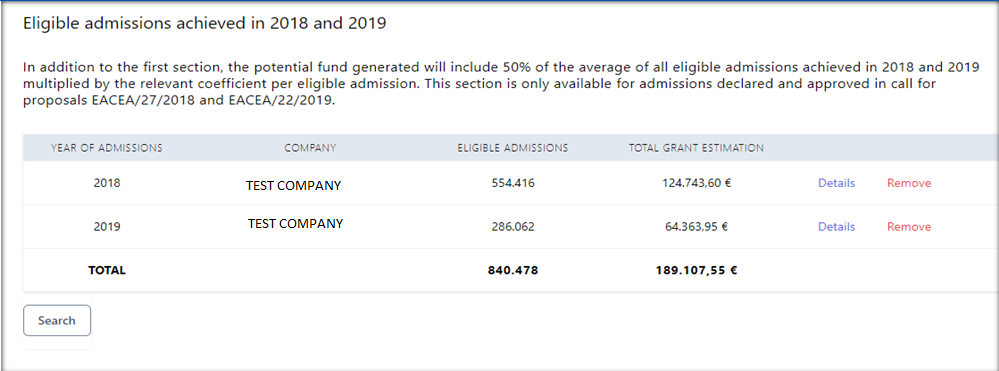 Eligible admissions achieved in 2018 and 2019
In addition to the first section, the potential fund generated will include 50% of the average of all eligible admissions achieved in 2018 and 2019
multiplied by the relevant coefficient per eligible admission. This section is only available for admissions declared and approved in call for
proposals EACEA/27/2018 and EACEA/22/2019.
YEAR OF ADMISSIONS COMPANY ELIGIBLE ADMISSIONS TOTAL GRANT ESTIMATION
2018 TEST COMPANY 554.416 124.743,60 € Details Remove
2019 TEST COMPANY 286.062 64.363,95 € Details Remove
TOTAL 840.478 189.107,55 €
Search